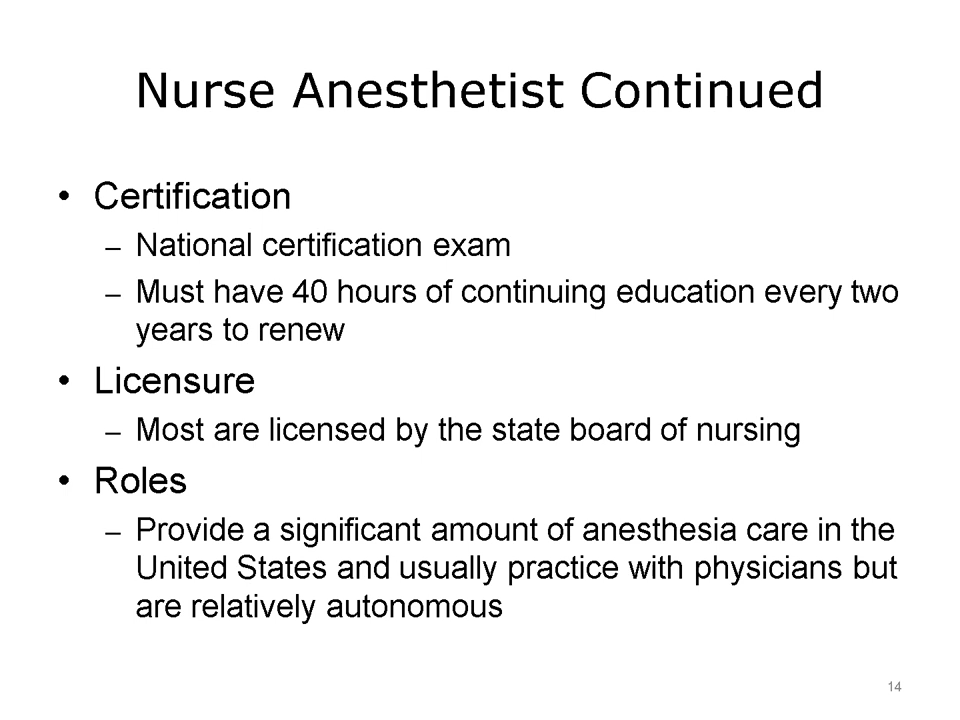 Nurse Anesthetist Continued
• Certification
– National certification exam
– Must have 40 hours of continuing education every two
years to renew
• Licensure
– Most are licensed by the state board of nursing
• Roles
– Provide a significant amount of anesthesia care in the
United States and usually practice with physicians but
are relatively autonomous
14